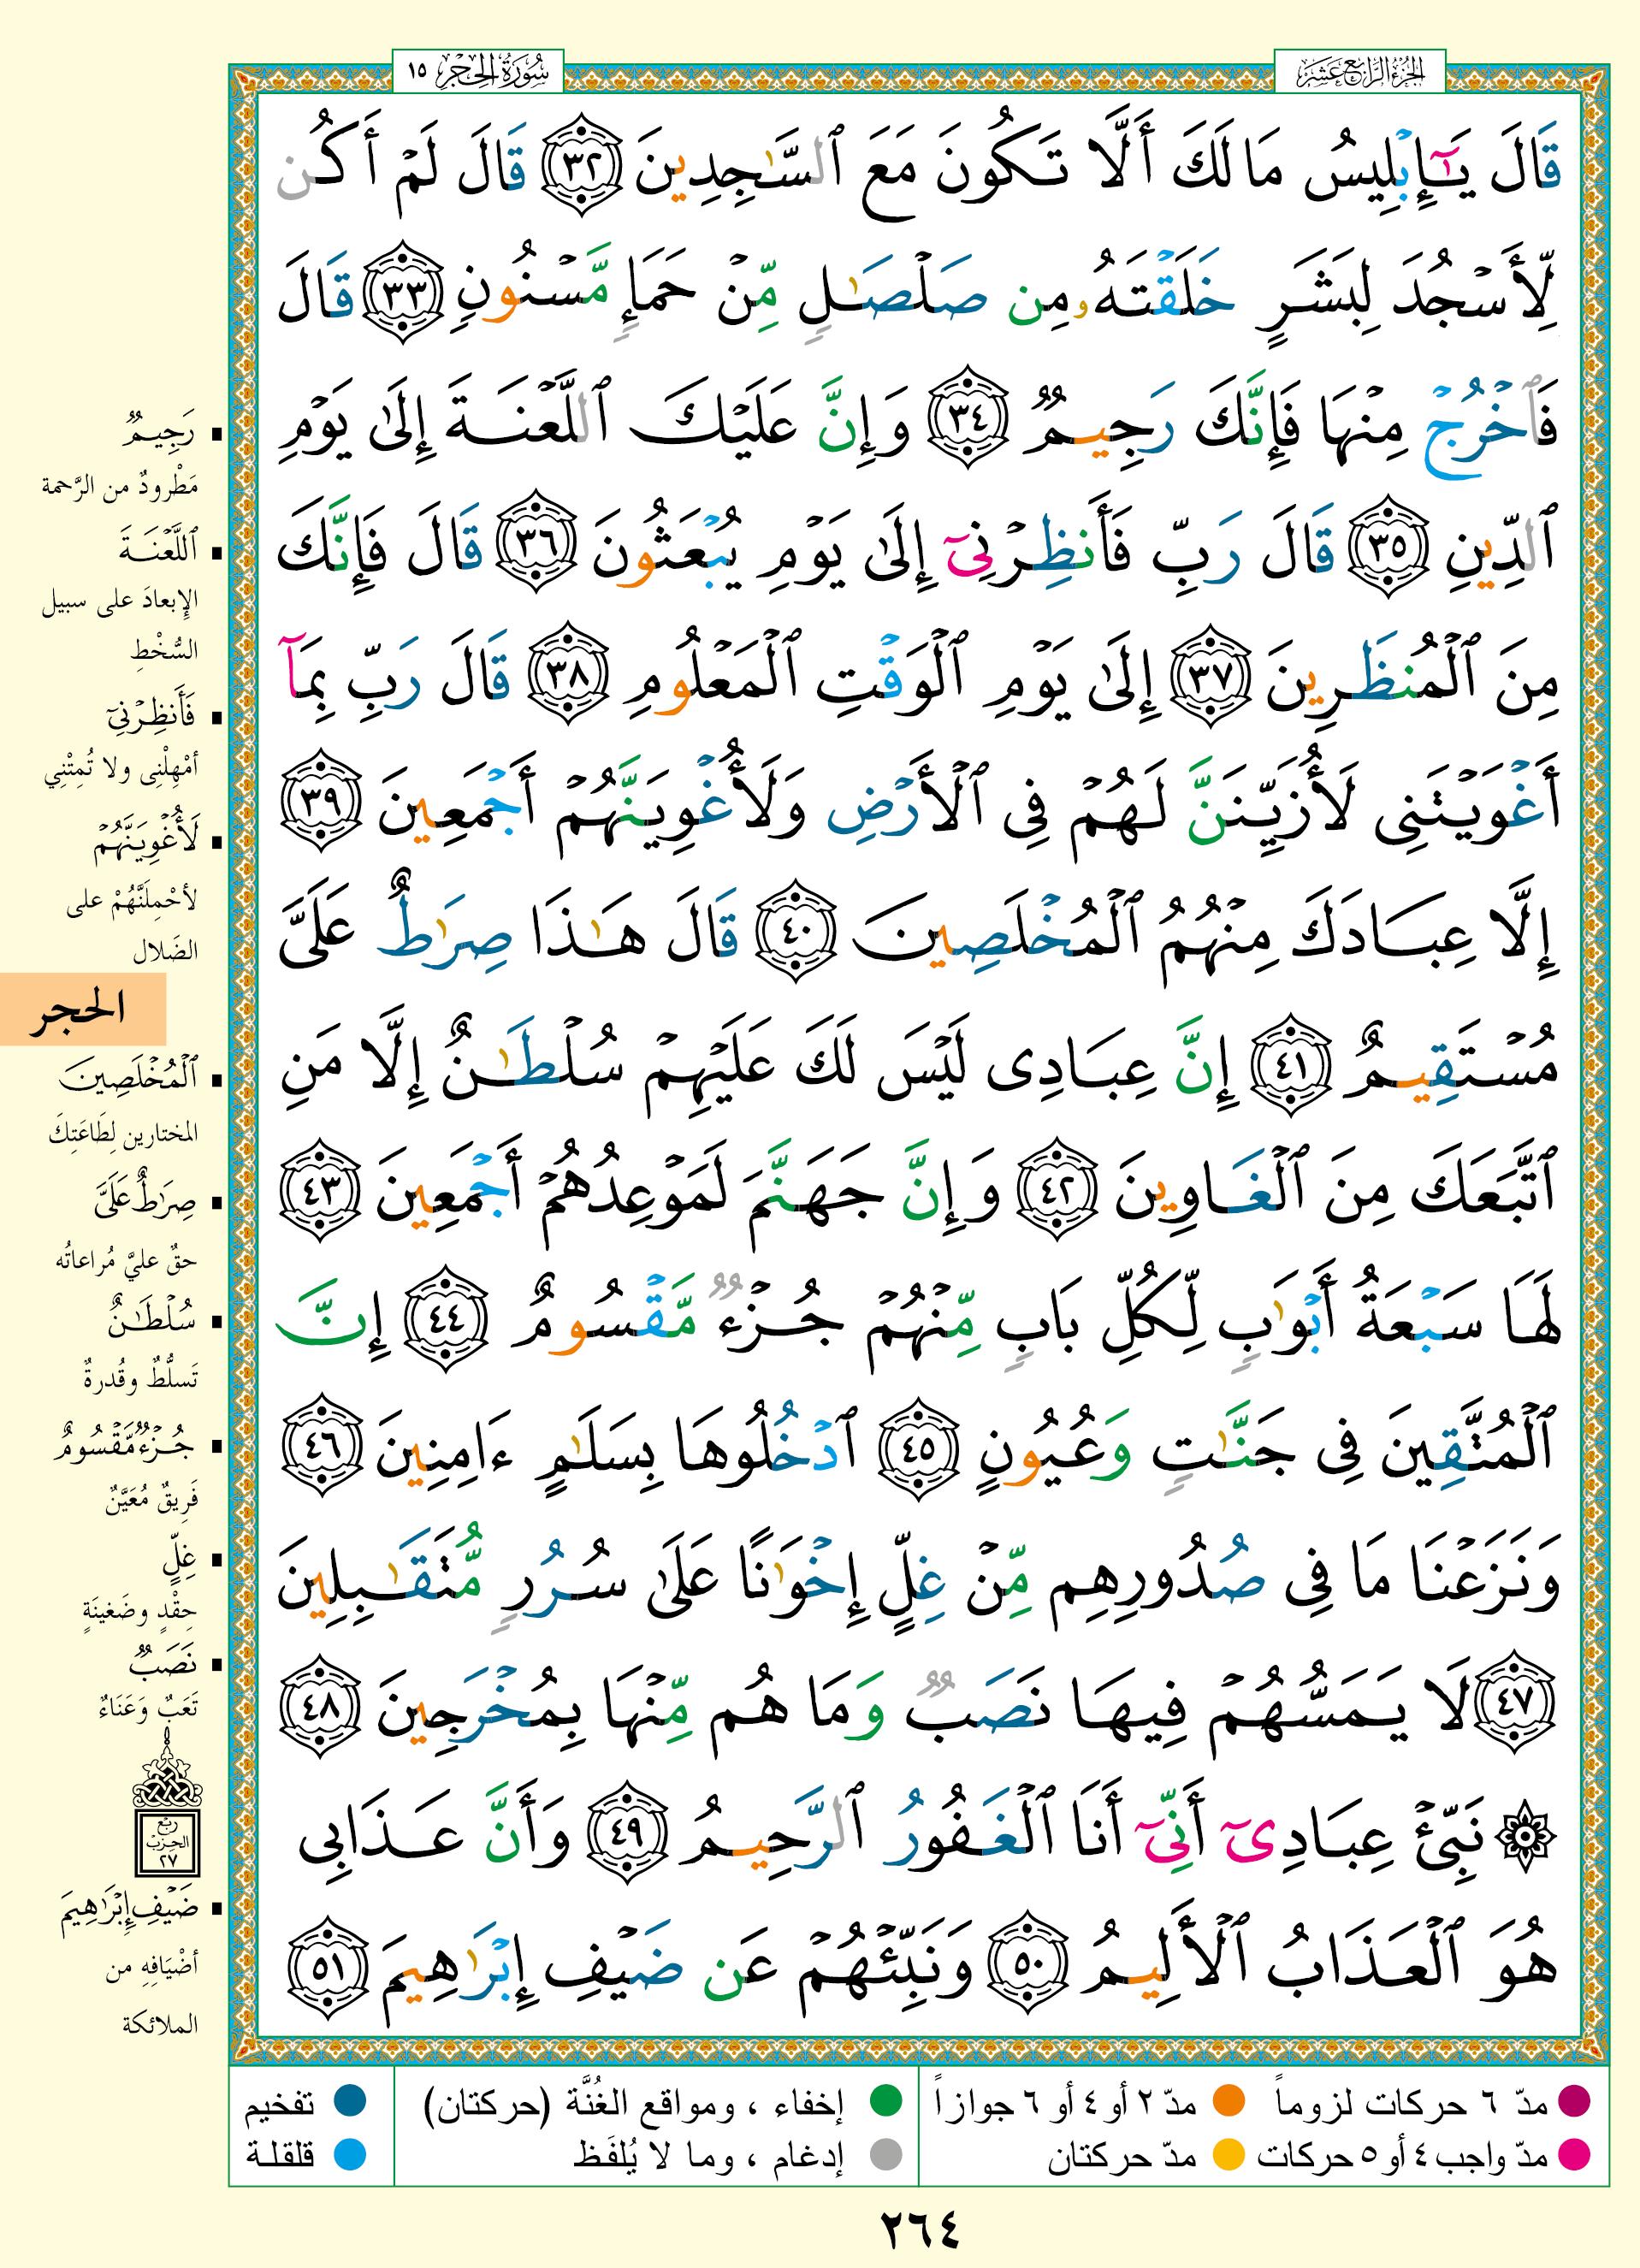 الجزء الرابع عشر
سورة الحجر ١٥
قَالَ يَٰٓإِبْلِيسُ مَا لَكَ أَلَّا تَكُونَ مَعَ ٱلسَّٰجِدِينَ ٣٢ قَالَ لَمْ أَكُن
لِّأَسْجُدَ لِبَشَرٍ خَلَقْتَهُۥ مِن صَلْصَٰلٍ مِّنْ حَمَإٍ مَّسْنُونٍ ٣٣ قَالَ
فَٱخْرُجْ مِنْهَا فَإِنَّكَ رَجِيمٌ ٣٤ وَإِنَّ عَلَيْكَ ٱللَّعْنَةَ إِلَىٰ يَوْمِ
ٱلدِّينِ ٣٥ قَالَ رَبِّ فَأَنظِرْنِىٓ إِلَىٰ يَوْمِ يُبْعَثُونَ ٣٦ قَالَ فَإِنَّكَ
مِنَ ٱلْمُنظَرِينَ ٣٧ إِلَىٰ يَوْمِ ٱلْوَقْتِ ٱلْمَعْلُومِ ٣٨ قَالَ رَبِّ بِمَآ
أَغْوَيْتَنِى لَأُزَيِّنَنَّ لَهُمْ فِى ٱلْأَرْضِ وَلَأُغْوِيَنَّهُمْ أَجْمَعِينَ ٣٩
إِلَّا عِبَادَكَ مِنْهُمُ ٱلْمُخْلَصِينَ ٤٠ قَالَ هَٰذَا صِرَٰطٌ عَلَىَّ
مُسْتَقِيمٌ ٤١ إِنَّ عِبَادِى لَيْسَ لَكَ عَلَيْهِمْ سُلْطَٰنٌ إِلَّا مَنِ
ٱتَّبَعَكَ مِنَ ٱلْغَاوِينَ ٤٢ وَإِنَّ جَهَنَّمَ لَمَوْعِدُهُمْ أَجْمَعِينَ ٤٣
لَهَا سَبْعَةُ أَبْوَٰبٍ لِّكُلِّ بَابٍ مِّنْهُمْ جُزْءٌ مَّقْسُومٌ ٤٤ إِنَّ
ٱلْمُتَّقِينَ فِى جَنَّٰتٍ وَعُيُونٍ ٤٥ ٱدْخُلُوهَا بِسَلَٰمٍ ءَامِنِينَ ٤٦
وَنَزَعْنَا مَا فِى صُدُورِهِم مِّنْ غِلٍّ إِخْوَٰنًا عَلَىٰ سُرُرٍ مُّتَقَٰبِلِينَ
٤٧ لَا يَمَسُّهُمْ فِيهَا نَصَبٌ وَمَا هُم مِّنْهَا بِمُخْرَجِينَ ٤٨
۞ نَبِّئْ عِبَادِىٓ أَنِّىٓ أَنَا ٱلْغَفُورُ ٱلرَّحِيمُ ٤٩ وَأَنَّ عَذَابِى
هُوَ ٱلْعَذَابُ ٱلْأَلِيمُ ٥٠ وَنَبِّئْهُمْ عَن ضَيْفِ إِبْرَٰهِيمَ ٥١
رَجِيمٌ
مَطْرودٌ من الرَّحمة
ٱللَّعْنَةَ
الإبعادَ على سبيل
السُّخْطِ
فَأَنظِرْنِىٓ
أمْهِلْنِى ولا تُمِتْنِي
لَأُغْوِيَنَّهُمْ
لأحْمِلَنَّهُمْ على
الضَلال
الحجر
ٱلْمُخْلَصِينَ
المختارين لِطَاعَتِكَ
صِرَٰطٌ عَلَىَّ
حقٌ عليَّ مُراعاتُه
سُلْطَٰنٌ
تَسلُّطٌ وقُدرةٌ
جُزْءٌ مَّقْسُومٌ
فَرِيقٌ مُعَيَّنٌ
غِلٍّ
حِقْدٍ وضَغينَةٍ
نَصَبٌ
تَعَبٌ وَعَنَاءٌ
ربع
الحزب
٢٧
ضَيْفِ إِبْرَٰهِيمَ
أضْيَافِهِ من
الملائكة
مدّ ٦ حركات لزوماً ● مدّ ٢ أو ٤ أو ٦ جوازاً ● إخفاء ، ومواقع الغُنَّة (حركتان) ● تفخيم
مدّ واجب ٤ أو ٥ حركات ● مدّ حركتان ● إدغام ، وما لا يُلفَظ ● قلقلة
٢٦٤